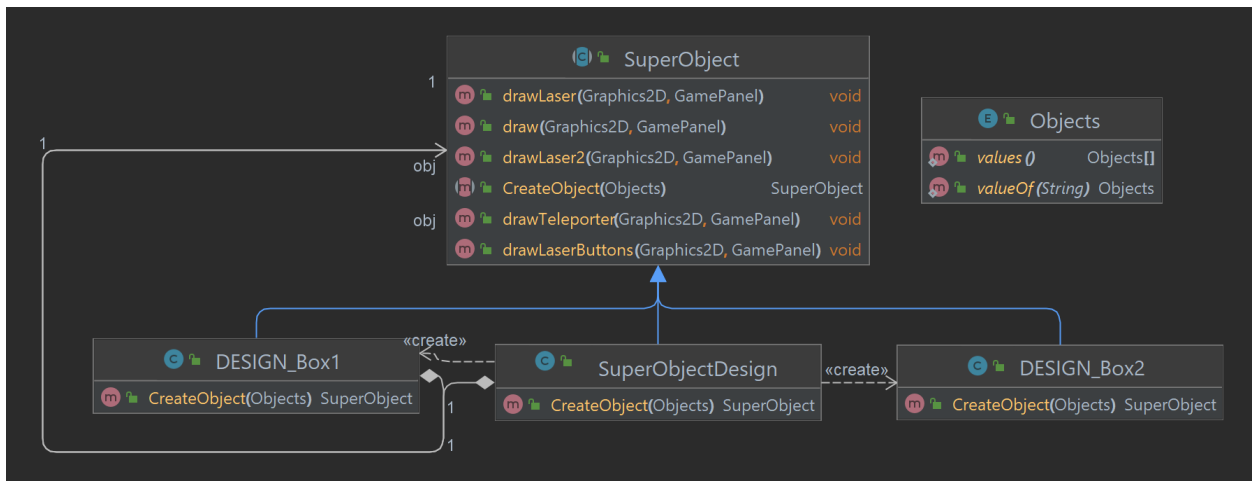 SuperObject
1
drawLaser(Graphics2D, GamePanel) void
draw(Graphics2D, GamePanel) void
1
drawLaser2(Graphics2D, GamePanel) void
obj
CreateObject(Objects) SuperObject
obj
drawTeleporter(Graphics2D, GamePanel) void
drawLaserButtons(Graphics2D, GamePanel) void
E Objects
values() Objects[]
valueOf(String) Objects
«create»
C DESIGN_Box1
m CreateObject(Objects) SuperObject
1
1
C SuperObjectDesign
m CreateObject(Objects) SuperObject
«create»
C DESIGN_Box2
m CreateObject(Objects) SuperObject